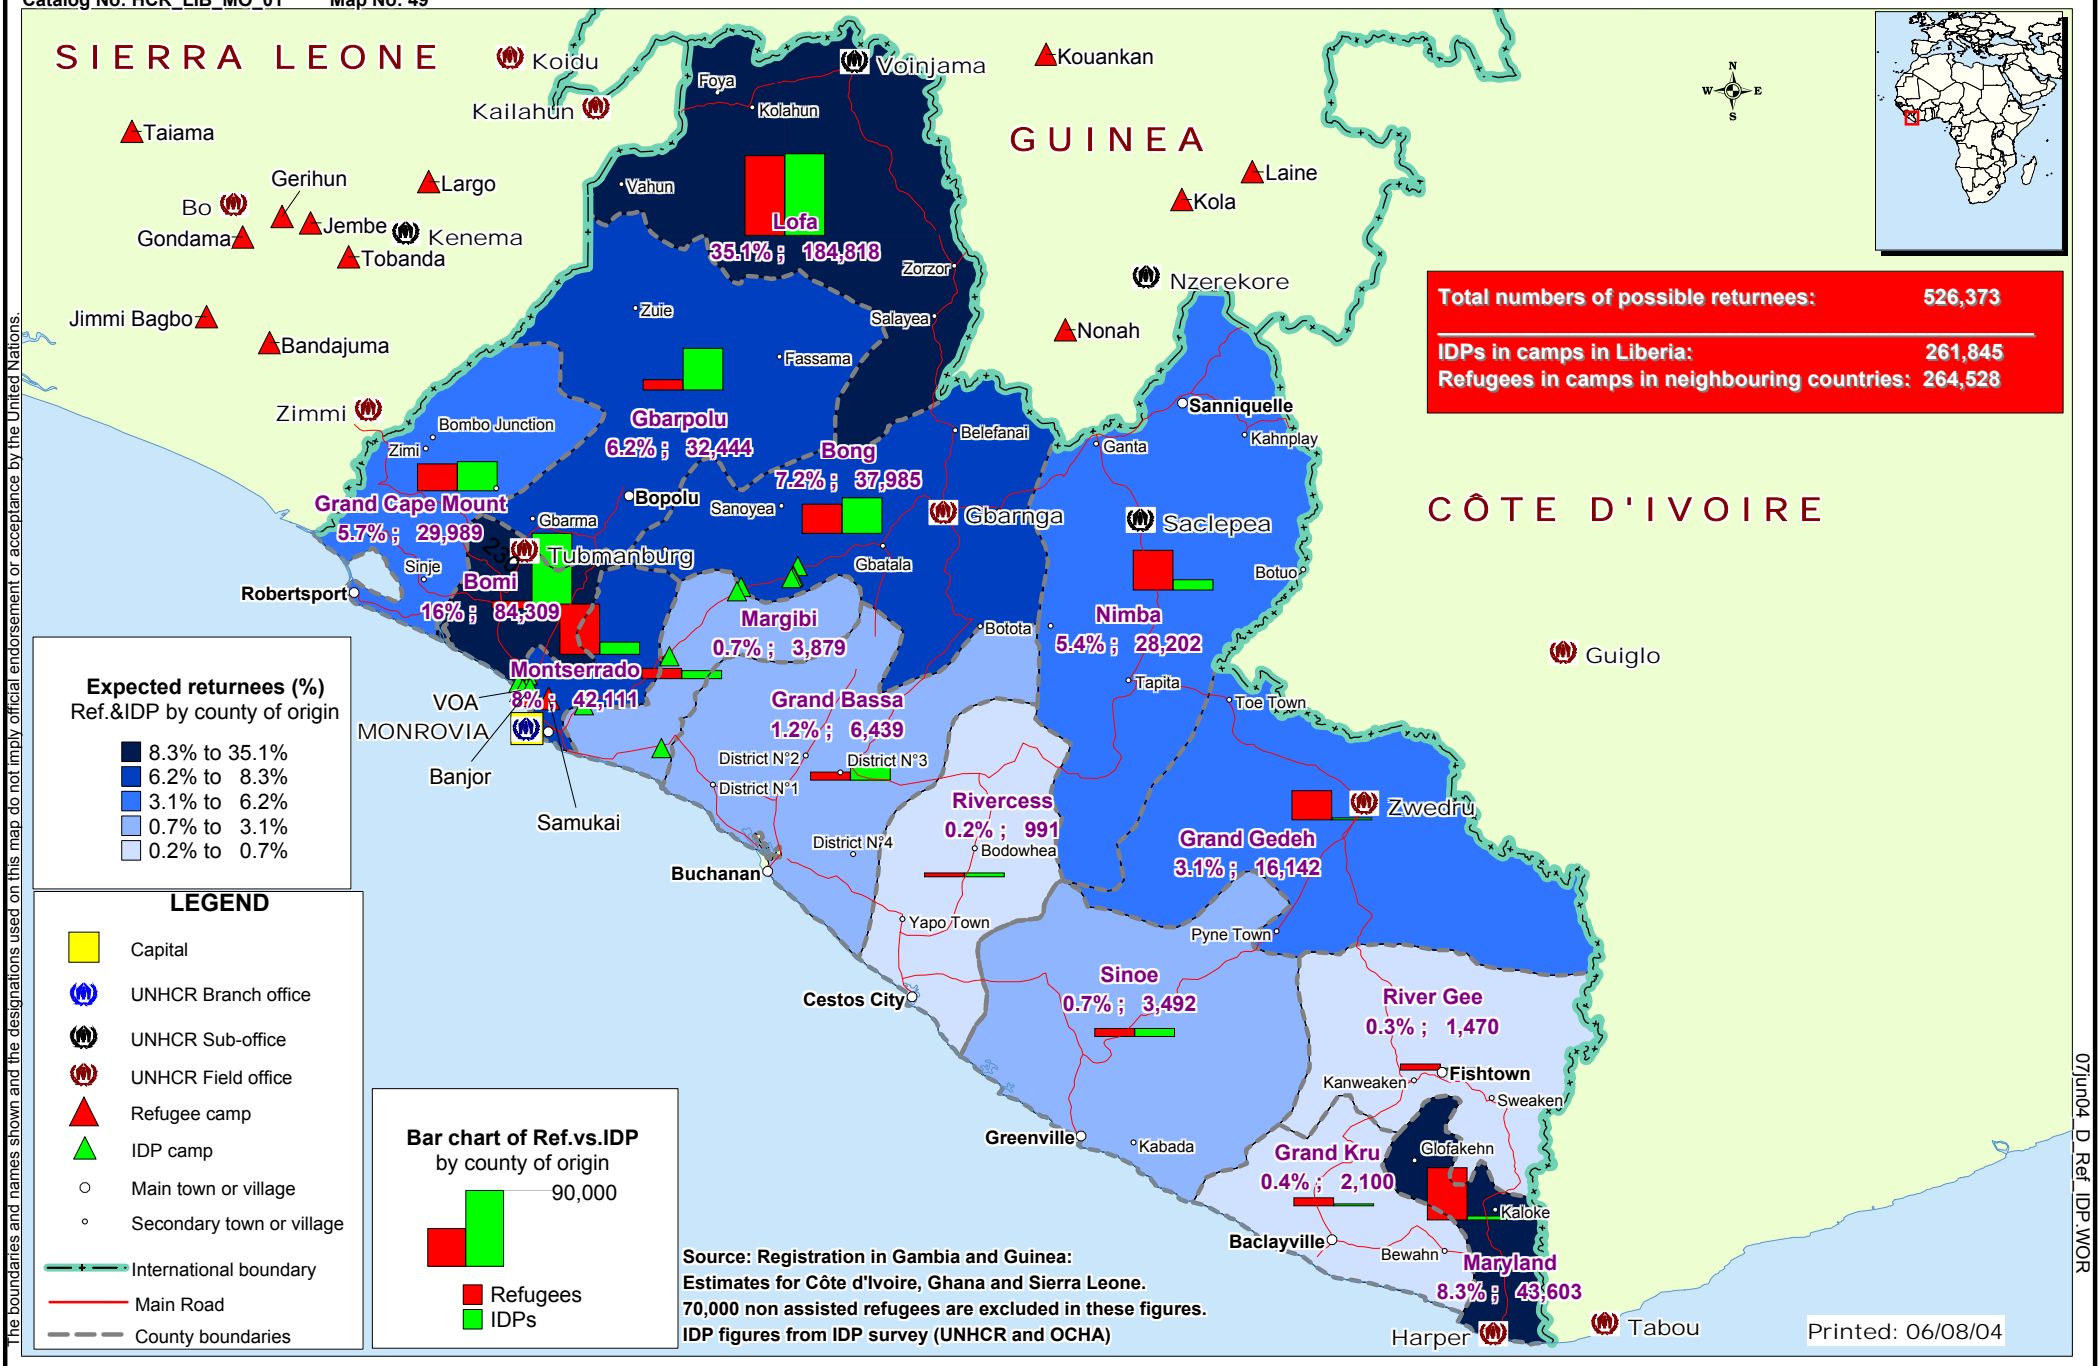 Catalog No: HCR_LIB_MO_01 Map No: 49
SIERRA LEONE
Koidu
Kailahun
Voinjama
Kouankan
Foya
Kolahun
N
W E
S
Taiama
GUINEA
Gerihun
Largo
Vahun
Laine
Kola
Bo
Jembe
Kenema
Gondama
Tobanda
Lofa
35.1% ; 184,818
Zorzor
Nzerekore
Total numbers of possible returnees: 526,373
IDPs in camps in Liberia: 261,845
Refugees in camps in neighbouring countries: 264,528
Jimmi Bagbo
Bandajuma
Zuie
Salayea
Fassama
Nonah
Zimmi
Bombo Junction
Zimi
Gbarpolu
6.2% ; 32,444
Bong
7.2% ; 37,985
Belefanai
Sanniquelle
Kahnplay
Ganta
Grand Cape Mount
5.7% ; 29,989
Bopolu
Gbarma
Sanoyea
Gbarnga
Saclepea
CÔTE D'IVOIRE
230
Tubmanburg
Sinje
Bomi
16% ; 84,309
Gbatala
Botuo
Robertsport
Margibi
0.7% ; 3,879
Botota
Nimba
5.4% ; 28,202
Guiglo
Montserrado
8% ; 42,111
Tapita
Toe Town
VOA
MONROVIA
Banjor
Samukai
Grand Bassa
1.2% ; 6,439
District N°2
District N°3
District N°1
District N°4
Rivercess
0.2% ; 991
Bodowhea
Zwedru
Grand Gedeh
3.1% ; 16,142
Buchanan
Yapo Town
Pyne Town
Cestos City
Sinoe
0.7% ; 3,492
River Gee
0.3% ; 1,470
Fishtown
Kanweaken
Sweaken
Greenville
Kabada
Glofakehn
Grand Kru
0.4% ; 2,100
Kaloke
Baclayville
Bewahn
Maryland
8.3% ; 43,603
Harper
Tabou
Expected returnees (%)
Ref.&IDP by county of origin
8.3% to 35.1%
6.2% to 8.3%
3.1% to 6.2%
0.7% to 3.1%
0.2% to 0.7%
LEGEND
Capital
UNHCR Branch office
UNHCR Sub-office
UNHCR Field office
Refugee camp
IDP camp
Main town or village
Secondary town or village
International boundary
Main Road
County boundaries
Bar chart of Ref.vs.IDP
by county of origin
90,000
Refugees
IDPs
Source: Registration in Gambia and Guinea:
Estimates for Côte d'Ivoire, Ghana and Sierra Leone.
70,000 non assisted refugees are excluded in these figures.
IDP figures from IDP survey (UNHCR and OCHA)
Printed: 06/08/04
The boundaries and names shown and the designations used on this map do not imply official endorsement or acceptance by the United Nations.
07jun04_D_Ref_IDP.WOR